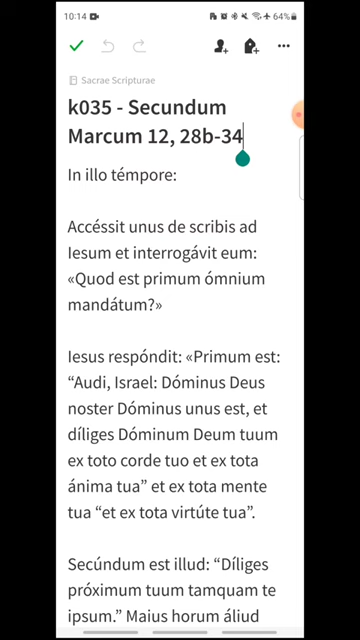 10:14
64%
Sacrae Scripturae
k035 - Secundum
Marcum 12, 28b-34
In illo témpore:
Accéssit unus de scribis ad
Iesum et interrogávit eum:
«Quod est primum ómnium
mandátum?»
Iesus respóndit: «Primum est:
“Audi, Israel: Dóminus Deus
noster Dóminus unus est, et
díliges Dóminum Deum tuum
ex toto corde tuo et ex tota
ánima tua” et ex tota mente
tua “et ex tota virtúte tua”.
Secúndum est illud: “Díliges
próximum tuum tamquam te
ipsum.” Maius horum áliud